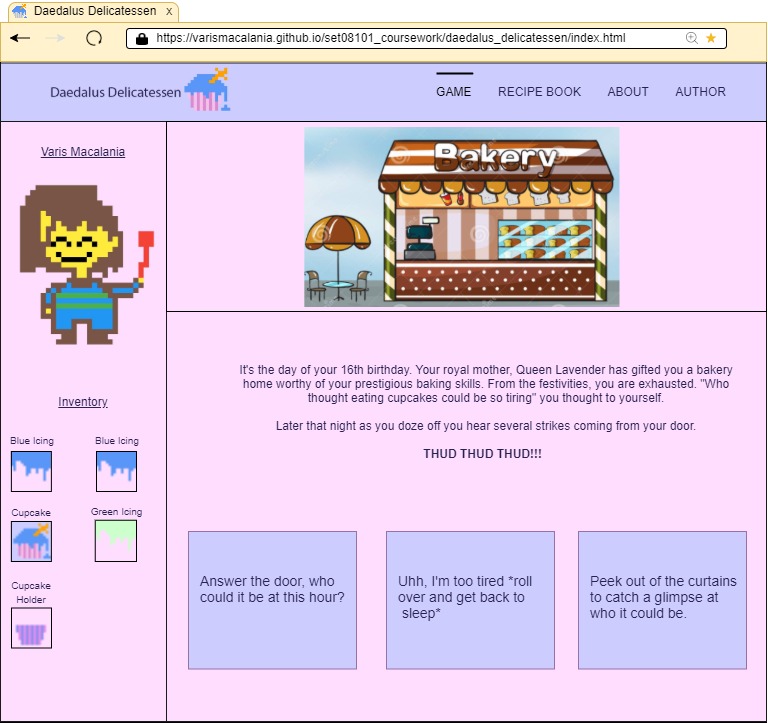 Daedalus Delicatessen x
https://varismacalania.github.io/set08101_coursework/daedalus_delicatessen/index.html
Daedalus Delicatessen
GAME RECIPE BOOK ABOUT AUTHOR
Varis Macalania
Bakery
Inventory
Blue Icing Blue Icing
Cupcake Green Icing
Cupcake
Holder
It's the day of your 16th birthday. Your royal mother, Queen Lavender has gifted you a bakery
home worthy of your prestigious baking skills. From the festivities, you are exhausted. "Who
thought eating cupcakes could be so tiring" you thought to yourself.
Later that night as you doze off you hear several strikes coming from your door.
THUD THUD THUD!!!
Answer the door, who
could it be at this hour?
Uhh, I'm too tired *roll
over and get back to
sleep*
Peek out of the curtains
to catch a glimpse at
who it could be.